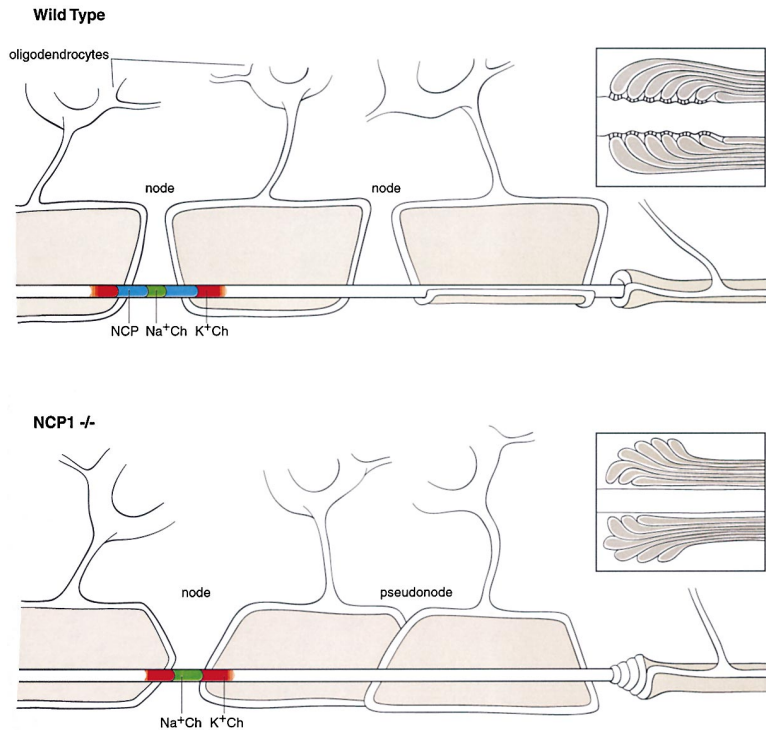 Wild Type
oligodendrocytes
node
node
NCP
Na⁺Ch
K⁺Ch
NCP1 -/-
node
pseudonode
Na⁺Ch
K⁺Ch